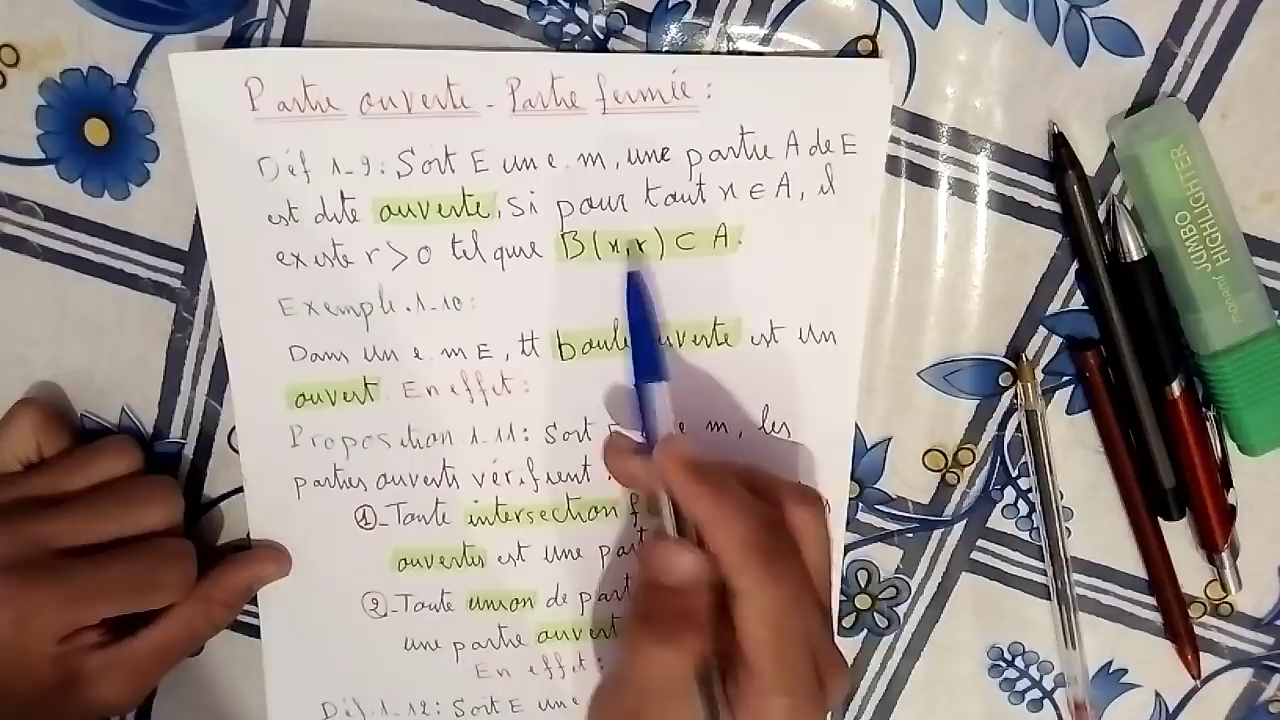 Partie ouverte - Partie fermée :
Déf 1-9 : Soit E un e.m, une partie A de E
est dite ouverte, si pour tout x ∈ A, il
existe r > 0 tel que B(x,r) ⊂ A.
Exemple.1-10 :
Dans un e.m E, tt boule ouverte est un
ouvert. En effet :
Proposition 1-11 : Soit E m, les
parties ouverts vérifient :
①-Toute intersection
ouvertes est une
②-Toute union de
une partie ouvert
En effet :
Déf.1-12 : Soit E une
JUMBO
HIGHLIGHTER